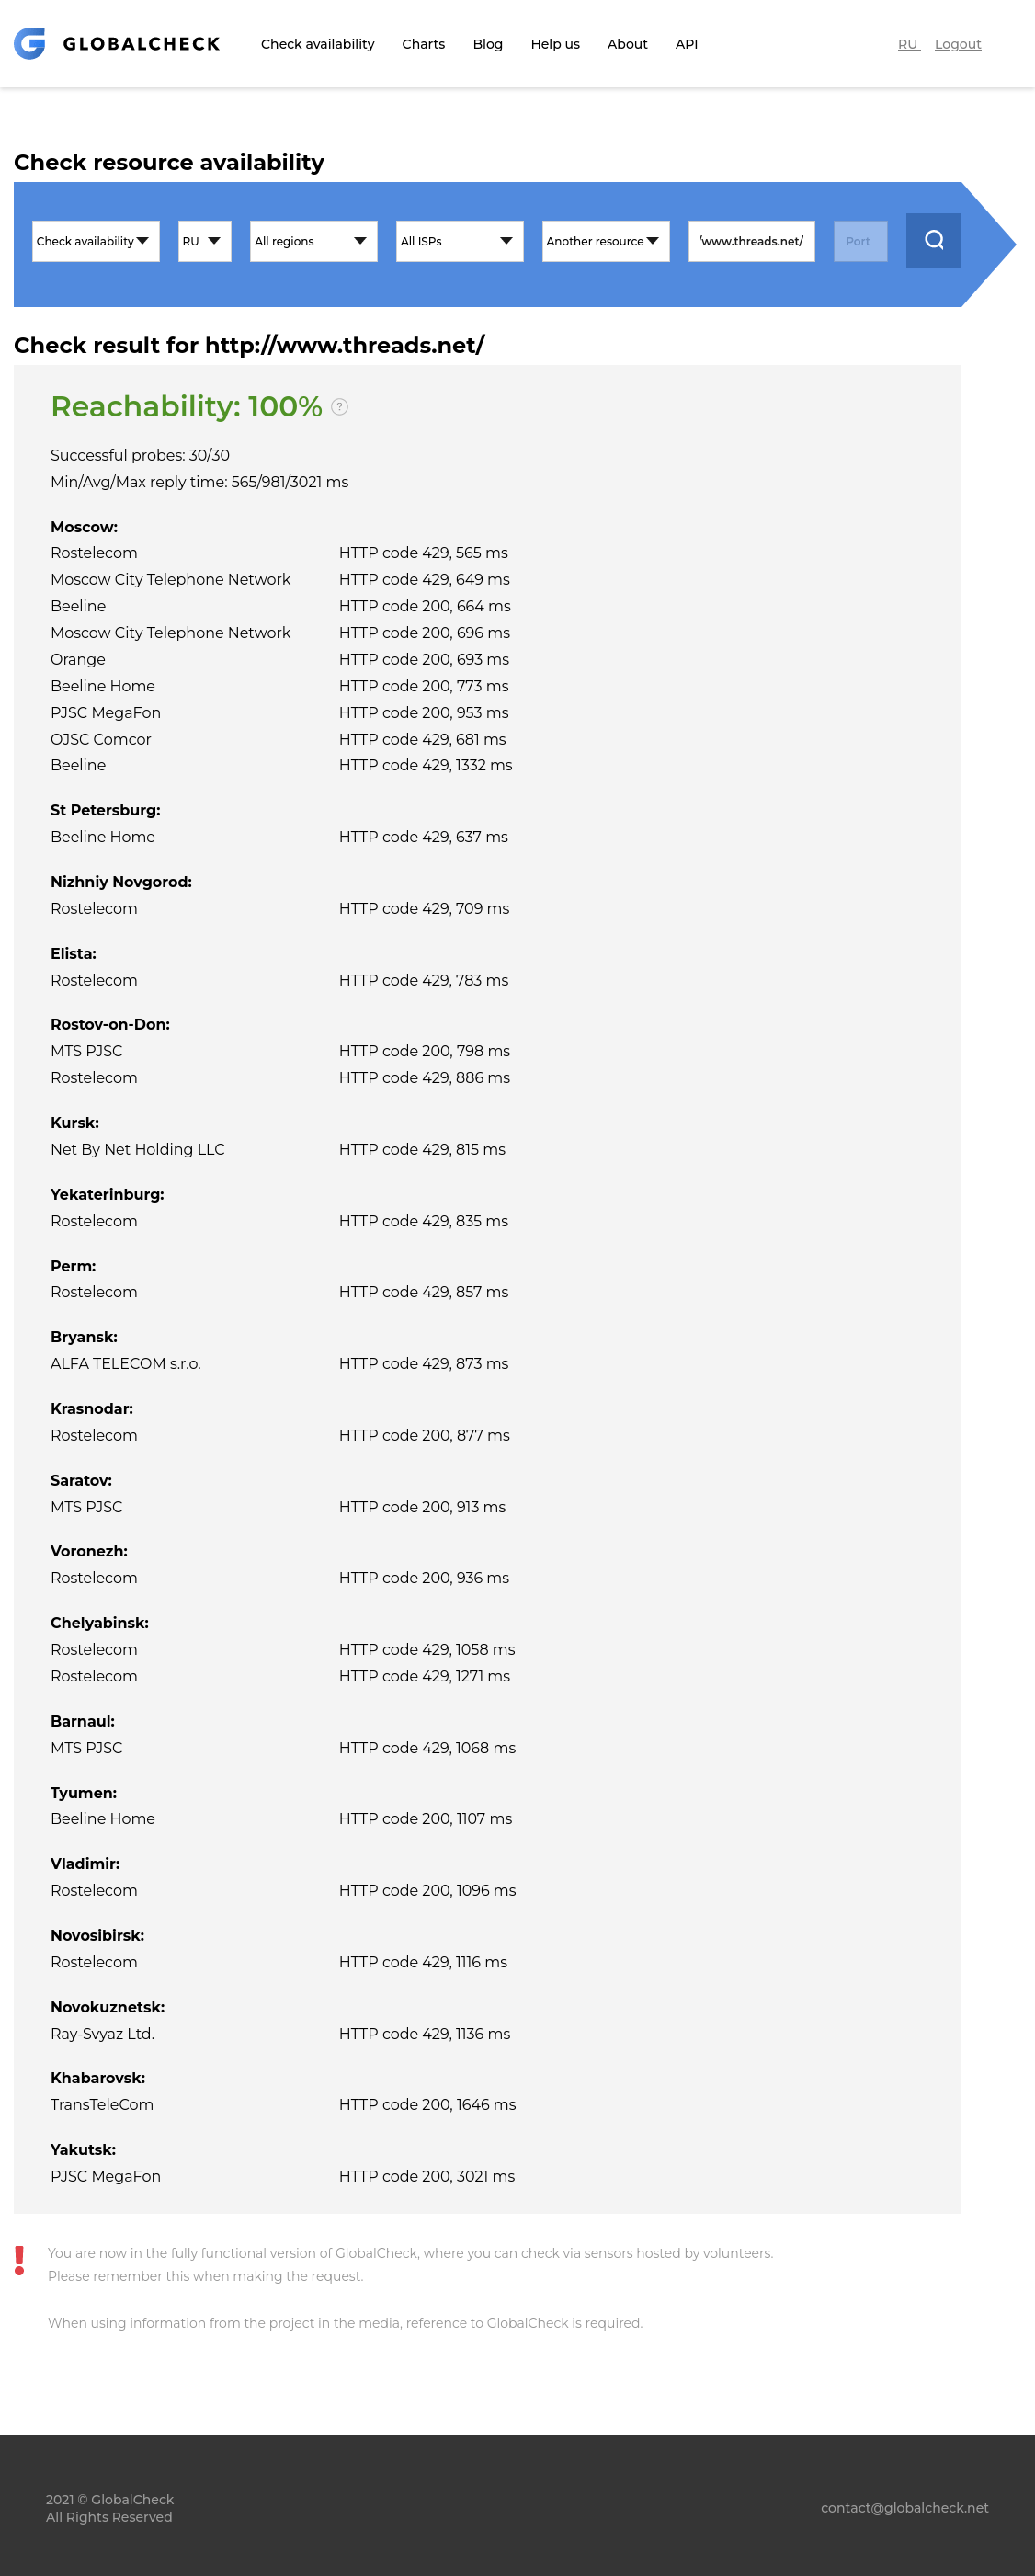 GLOBALCHECK Check availability Charts Blog Help us About API RU Logout
Check resource availability
Check availability RU All regions All ISPs Another resource /www.threads.net/ Port
Check result for http://www.threads.net/
Reachability: 100% ?
Successful probes: 30/30
Min/Avg/Max reply time: 565/981/3021 ms
Moscow:
Rostelecom HTTP code 429, 565 ms
Moscow City Telephone Network HTTP code 429, 649 ms
Beeline HTTP code 200, 664 ms
Moscow City Telephone Network HTTP code 200, 696 ms
Orange HTTP code 200, 693 ms
Beeline Home HTTP code 200, 773 ms
PJSC MegaFon HTTP code 200, 953 ms
OJSC Comcor HTTP code 429, 681 ms
Beeline HTTP code 429, 1332 ms
St Petersburg:
Beeline Home HTTP code 429, 637 ms
Nizhniy Novgorod:
Rostelecom HTTP code 429, 709 ms
Elista:
Rostelecom HTTP code 429, 783 ms
Rostov-on-Don:
MTS PJSC HTTP code 200, 798 ms
Rostelecom HTTP code 429, 886 ms
Kursk:
Net By Net Holding LLC HTTP code 429, 815 ms
Yekaterinburg:
Rostelecom HTTP code 429, 835 ms
Perm:
Rostelecom HTTP code 429, 857 ms
Bryansk:
ALFA TELECOM s.r.o. HTTP code 429, 873 ms
Krasnodar:
Rostelecom HTTP code 200, 877 ms
Saratov:
MTS PJSC HTTP code 200, 913 ms
Voronezh:
Rostelecom HTTP code 200, 936 ms
Chelyabinsk:
Rostelecom HTTP code 429, 1058 ms
Rostelecom HTTP code 429, 1271 ms
Barnaul:
MTS PJSC HTTP code 429, 1068 ms
Tyumen:
Beeline Home HTTP code 200, 1107 ms
Vladimir:
Rostelecom HTTP code 200, 1096 ms
Novosibirsk:
Rostelecom HTTP code 429, 1116 ms
Novokuznetsk:
Ray-Svyaz Ltd. HTTP code 429, 1136 ms
Khabarovsk:
TransTeleCom HTTP code 200, 1646 ms
Yakutsk:
PJSC MegaFon HTTP code 200, 3021 ms
You are now in the fully functional version of GlobalCheck, where you can check via sensors hosted by volunteers.
Please remember this when making the request.
When using information from the project in the media, reference to GlobalCheck is required.
2021 © GlobalCheck
All Rights Reserved
contact@globalcheck.net